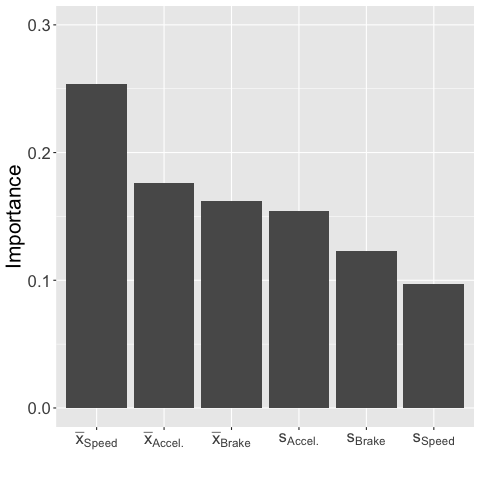 Importance
0.3
0.2
0.1
0.0
x̅Speed
x̅Accel.
x̅Brake
sAccel.
sBrake
sSpeed